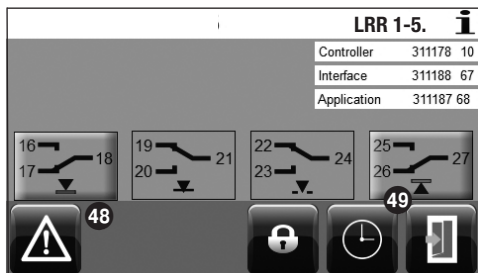 LRR 1-5. i
Controller 311178 10
Interface 311188 67
Application 311187 68
16 17 18
19 20 21
22 23 24
25 26 27
48 49